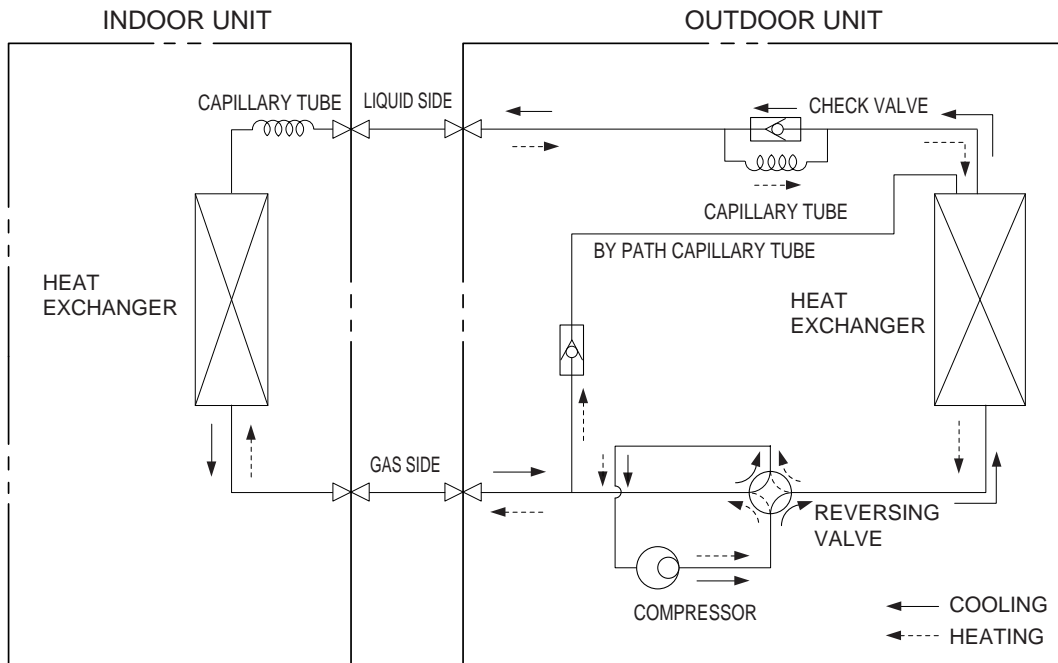 INDOOR UNIT
OUTDOOR UNIT
CAPILLARY TUBE
LIQUID SIDE
CHECK VALVE
CAPILLARY TUBE
BY PATH CAPILLARY TUBE
HEAT
EXCHANGER
HEAT
EXCHANGER
GAS SIDE
REVERSING
VALVE
COMPRESSOR
COOLING
HEATING